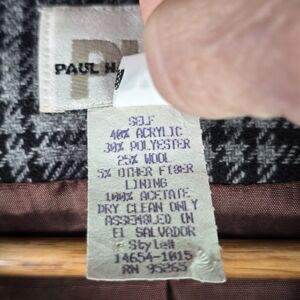 PAUL H
SELF
40% ACRYLIC
30% POLYESTER
25% WOOL
5% OTHER FIBER
LINING
100% ACETATE
DRY CLEAN ONLY
ASSEMBLED IN
EL SALVADOR
Style#
14654-1015
RN 95265